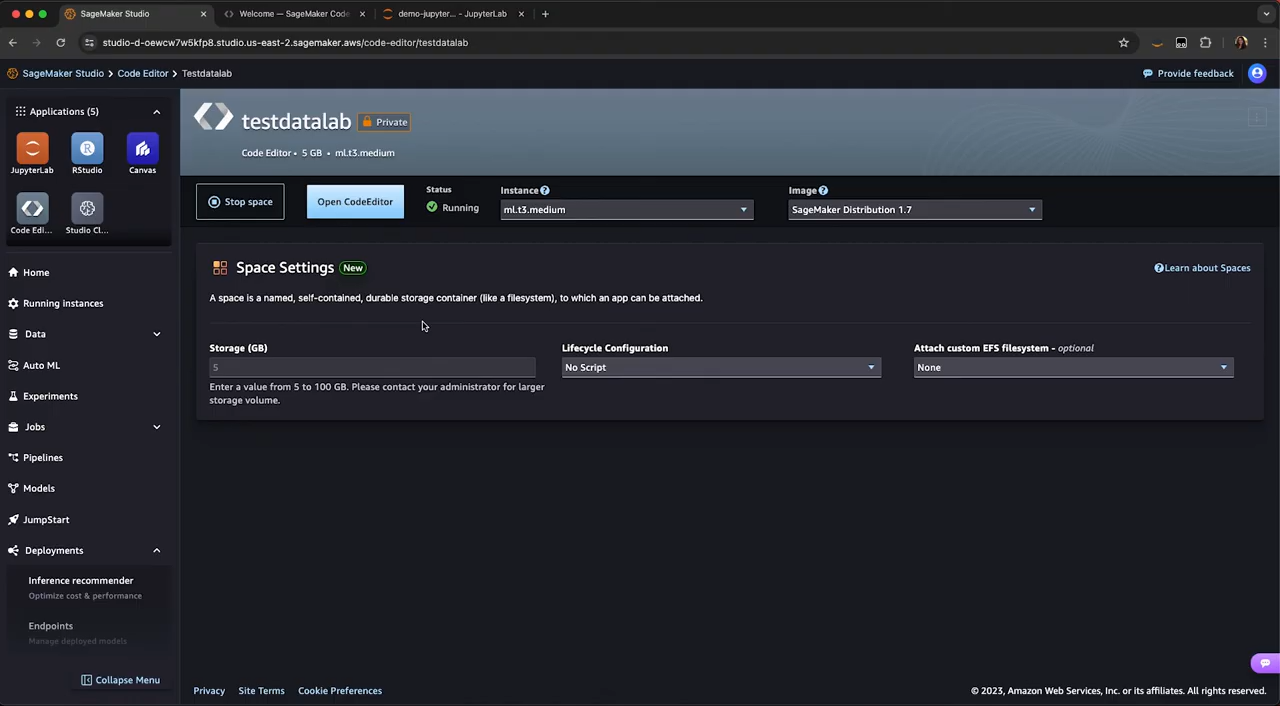 SageMaker Studio
Welcome — SageMaker Cod
demo-jupyter... - JupyterLab
studio-d-oewcw7w5kfp8.studio.us-east-2.sagemaker.aws/code-editor/testdatalab
SageMaker Studio > Code Editor > Testdatalab
Provide feedback
Applications (5)
JupyterLab
RStudio
Canvas
Code Edi...
Studio Cl...
Home
Running instances
Data
Auto ML
Experiments
Jobs
Pipelines
Models
JumpStart
Deployments
Inference recommender
Optimize cost & performance
Endpoints
Manage deployed models
Collapse Menu
testdatalab
Private
Code Editor • 5 GB • ml.t3.medium
Stop space
Open CodeEditor
Status
Running
Instance
ml.t3.medium
Image
SageMaker Distribution 1.7
Space Settings
New
Learn about Spaces
A space is a named, self-contained, durable storage container (like a filesystem), to which an app can be attached.
Storage (GB)
5
Enter a value from 5 to 100 GB. Please contact your administrator for larger
storage volume.
Lifecycle Configuration
No Script
Attach custom EFS filesystem - optional
None
Privacy
Site Terms
Cookie Preferences
© 2023, Amazon Web Services, Inc. or its affiliates. All rights reserved.